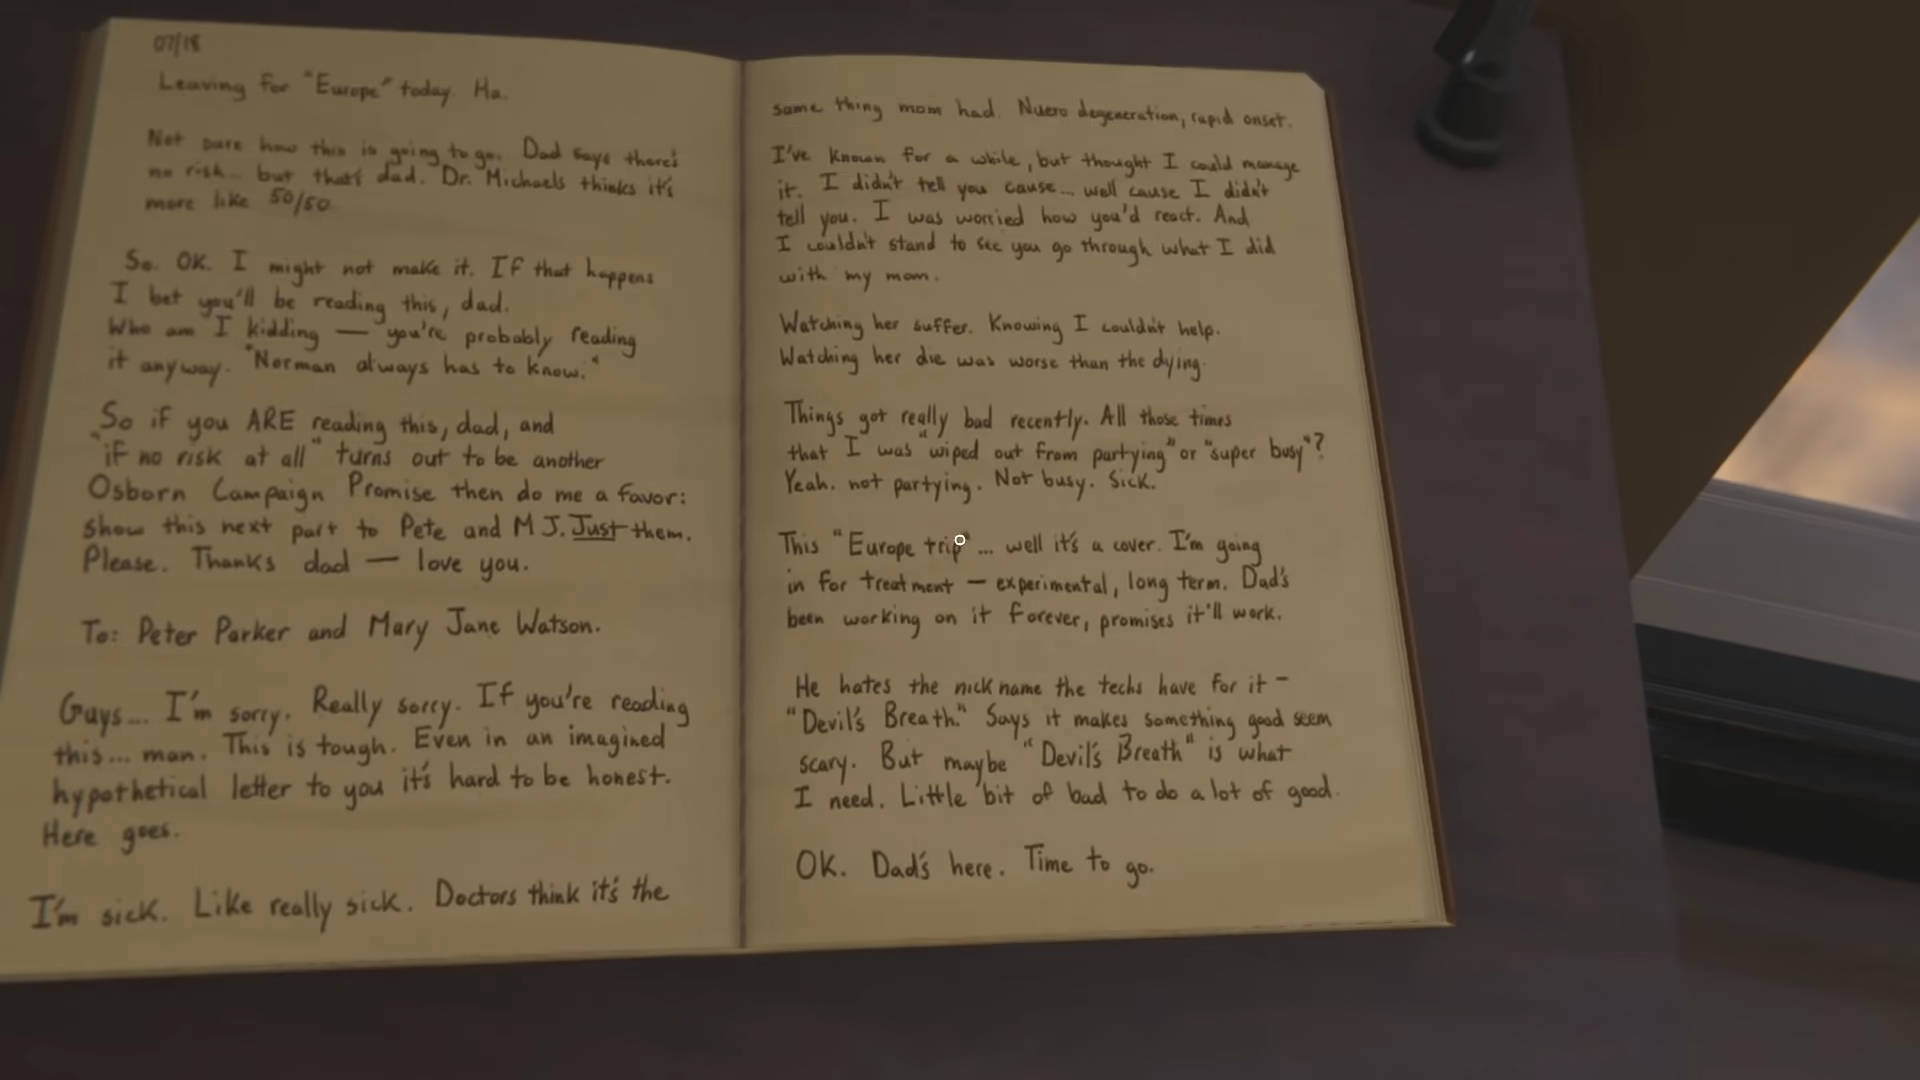 07/18
Leaving for "Europe" today. Ha.
Not sure how this is going to go. Dad says there's
no risk... but that's dad. Dr. Michaels thinks it's
more like 50/50
So. OK. I might not make it. If that happens
I bet you'll be reading this, dad.
Who am I kidding — you're probably reading
it anyway. "Norman always has to know."
So if you ARE reading this, dad, and
"if no risk at all" turns out to be another
Osborn Campaign Promise then do me a favor:
show this next part to Pete and MJ. Just them.
Please. Thanks dad — love you.
To: Peter Parker and Mary Jane Watson.
Guys... I'm sorry. Really sorry. If you're reading
this... man. This is tough. Even in an imagined
hypothetical letter to you it's hard to be honest.
Here goes.
I'm sick. Like really sick. Doctors think it's the
same thing mom had. Nuero degeneration, rapid onset.
I've known for a while, but thought I could manage
it. I didn't tell you cause... well cause I didn't
tell you. I was worried how you'd react. And
I couldn't stand to see you go through what I did
with my mom.
Watching her suffer. Knowing I couldn't help.
Watching her die was worse than the dying.
Things got really bad recently. All those times
that I was "wiped out from partying" or "super busy"?
Yeah. not partying. Not busy. Sick.
This "Europe trip"... well it's a cover. I'm going
in for treatment — experimental, long term. Dad's
been working on it forever, promises it'll work.
He hates the nickname the techs have for it -
"Devil's Breath." Says it makes something good seem
scary. But maybe "Devil's Breath" is what
I need. Little bit of bad to do a lot of good.
OK. Dad's here. Time to go.